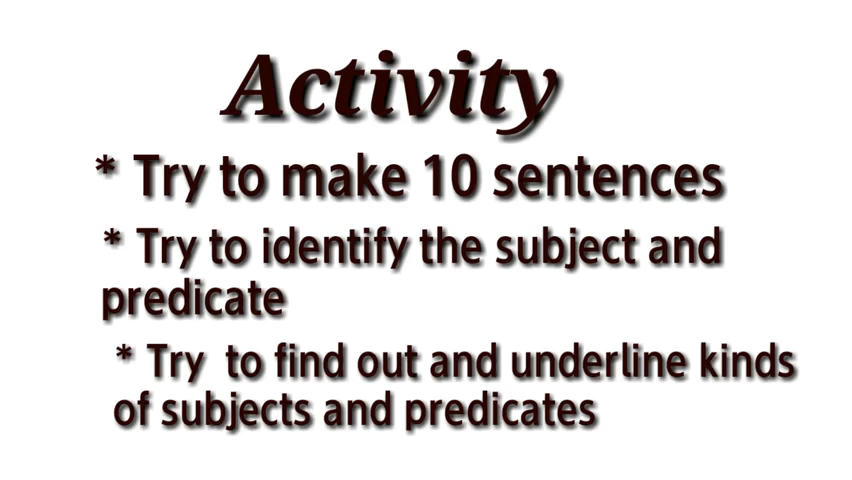 Activity
* Try to make 10 sentences
* Try to identify the subject and
predicate
* Try to find out and underline kinds
of subjects and predicates